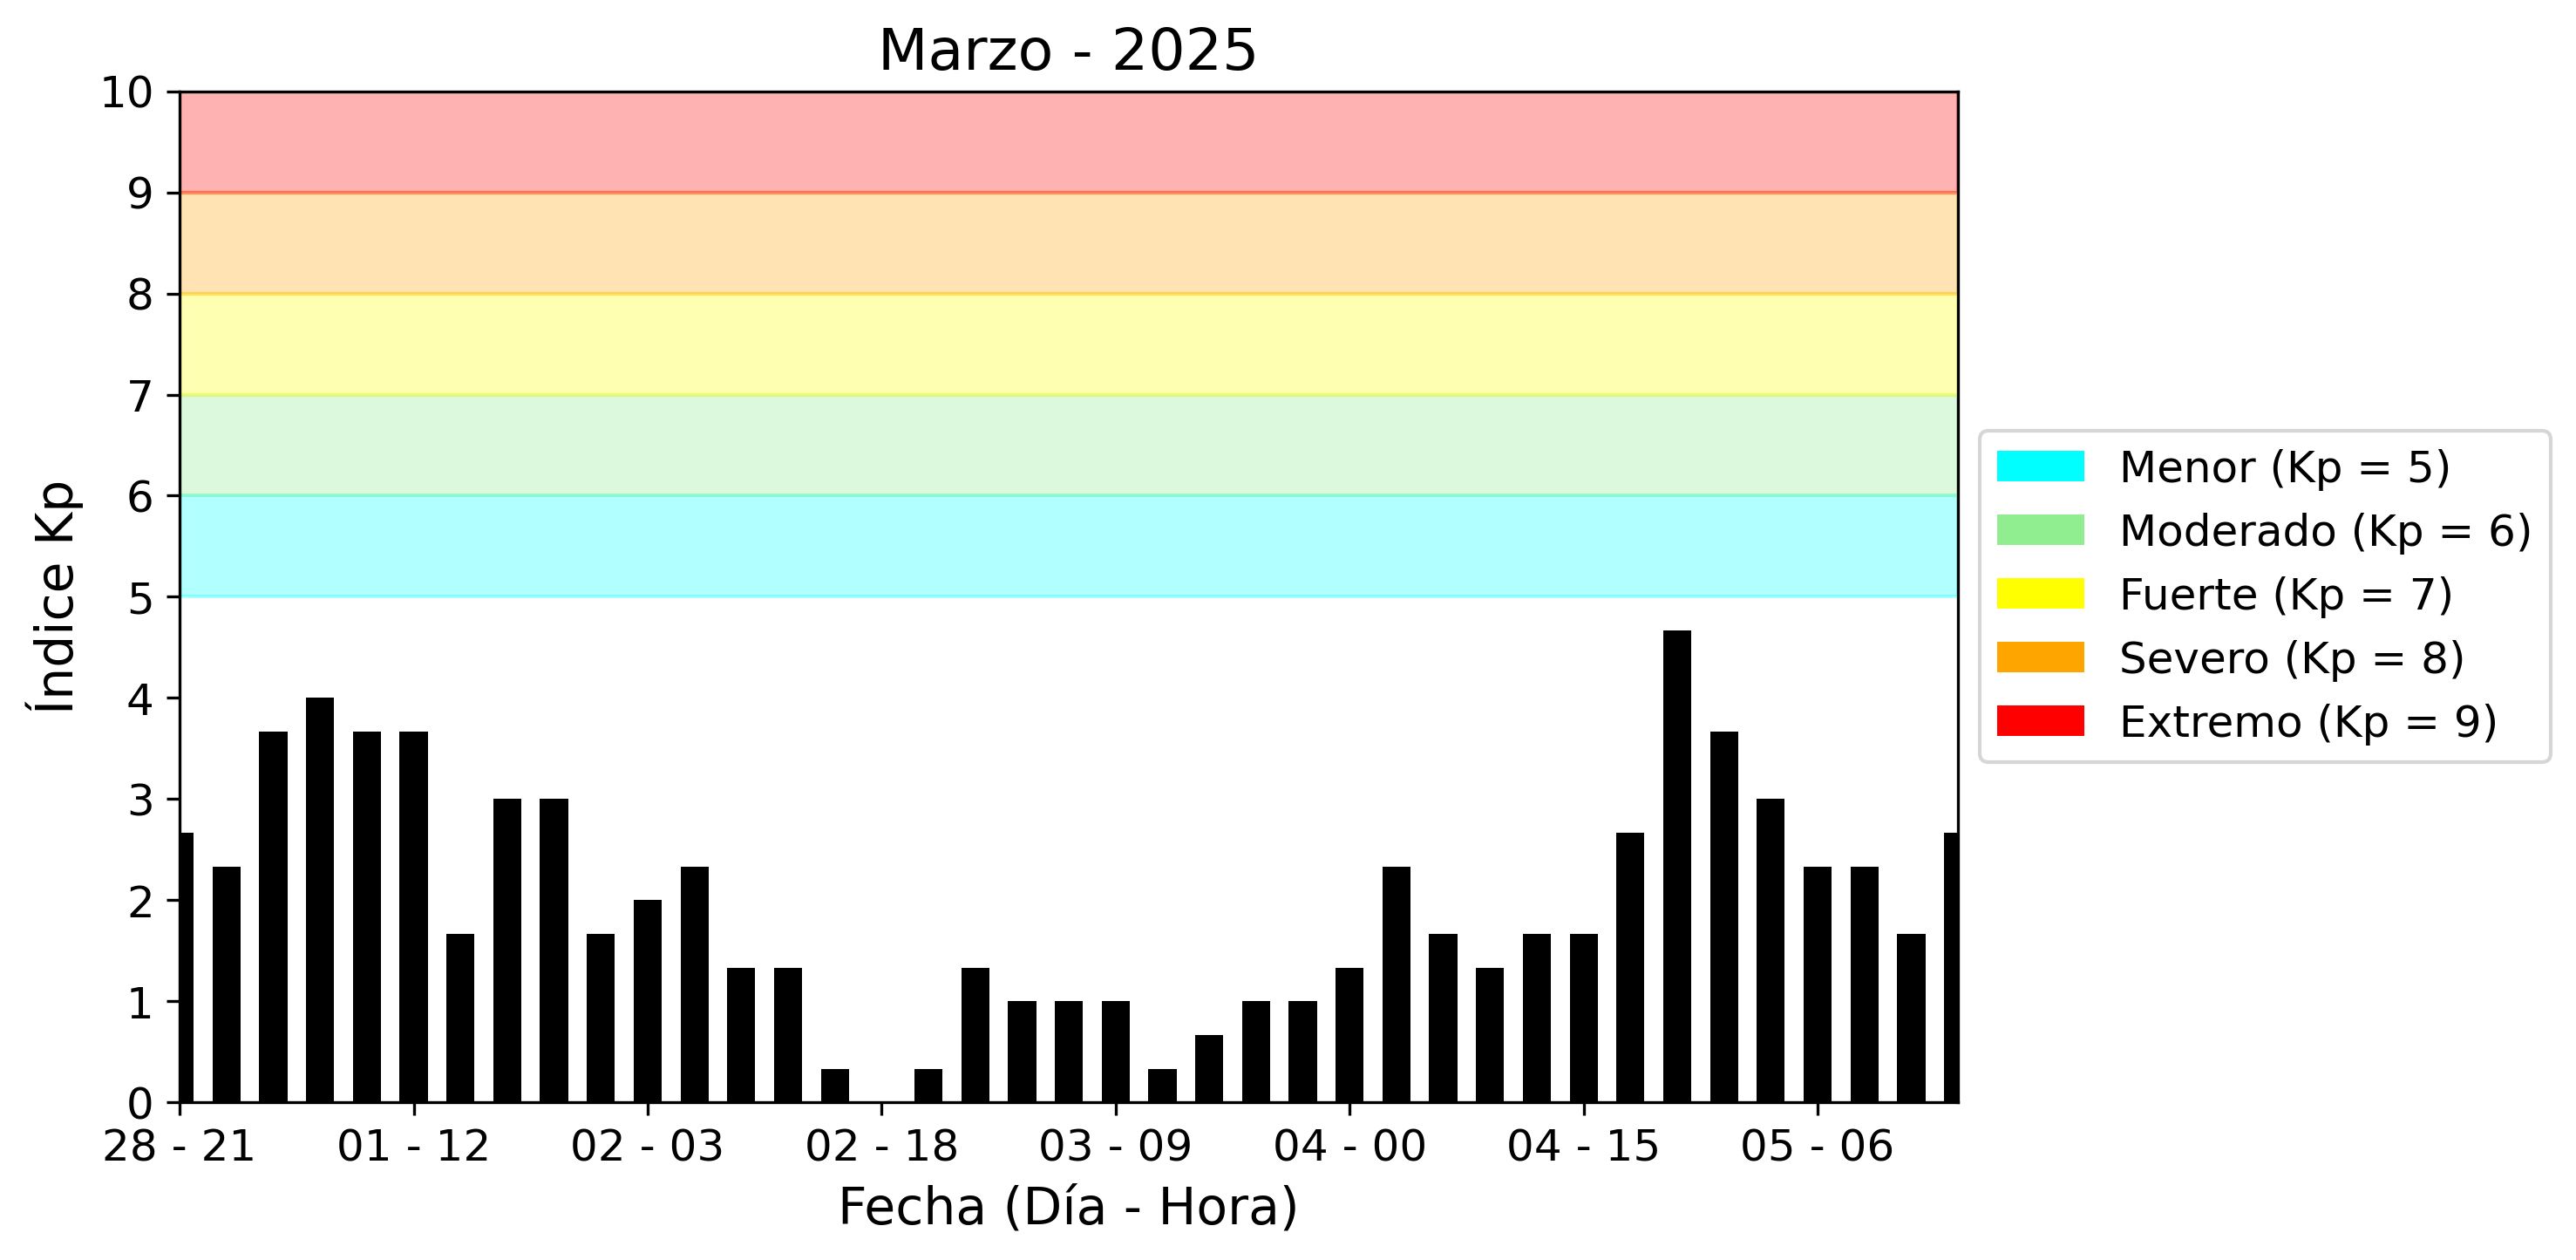 Marzo - 2025
10
9
8
7
6
5
4
3
2
1
0
Índice Kp
28 - 21
01 - 12
02 - 03
02 - 18
03 - 09
04 - 00
04 - 15
05 - 06
Fecha (Día - Hora)
Menor (Kp = 5)
Moderado (Kp = 6)
Fuerte (Kp = 7)
Severo (Kp = 8)
Extremo (Kp = 9)